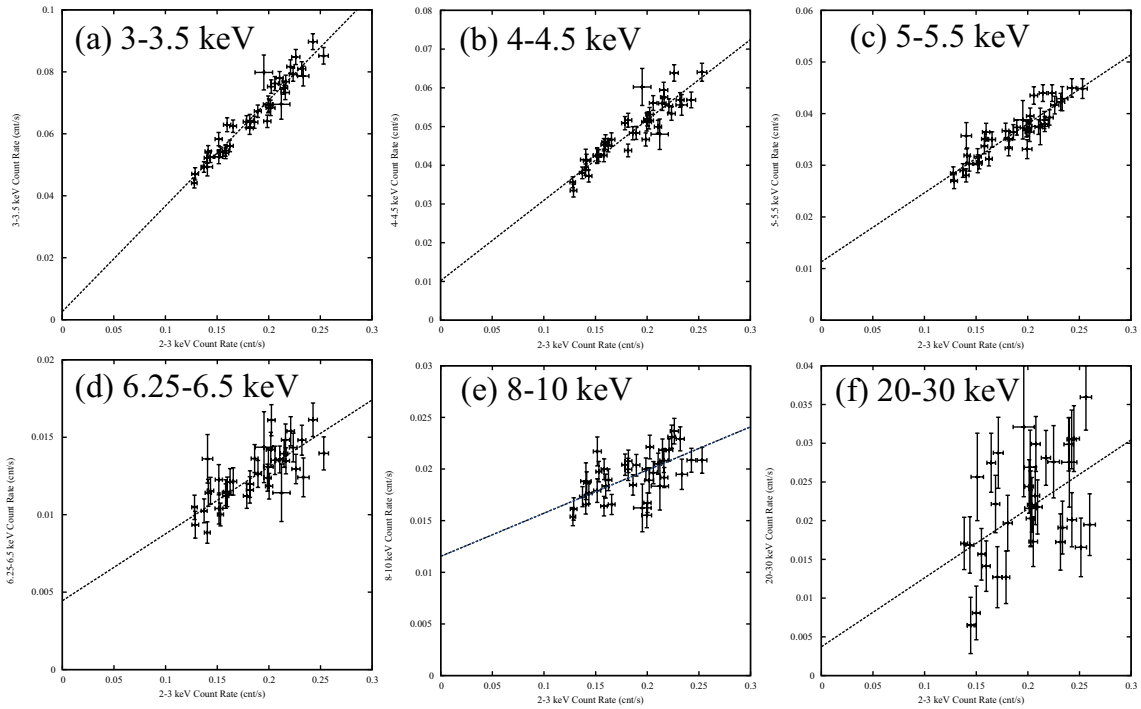 (a) 3-3.5 keV
3-3.5 keV Count Rate (cnt/s)
0.1
0.08
0.06
0.04
0.02
0
0 0.05 0.1 0.15 0.2 0.25 0.3
2-3 keV Count Rate (cnt/s)
(b) 4-4.5 keV
4-4.5 keV Count Rate (cnt/s)
0.08
0.07
0.06
0.05
0.04
0.03
0.02
0.01
0
0 0.05 0.1 0.15 0.2 0.25 0.3
2-3 keV Count Rate (cnt/s)
(c) 5-5.5 keV
5-5.5 keV Count Rate (cnt/s)
0.06
0.05
0.04
0.03
0.02
0.01
0
0 0.05 0.1 0.15 0.2 0.25 0.3
2-3 keV Count Rate (cnt/s)
(d) 6.25-6.5 keV
6.25-6.5 keV Count Rate (cnt/s)
0.02
0.015
0.01
0.005
0
0 0.05 0.1 0.15 0.2 0.25 0.3
2-3 keV Count Rate (cnt/s)
(e) 8-10 keV
8-10 keV Count Rate (cnt/s)
0.03
0.025
0.02
0.015
0.01
0.005
0
0 0.05 0.1 0.15 0.2 0.25 0.3
2-3 keV Count Rate (cnt/s)
(f) 20-30 keV
20-30 keV Count Rate (cnt/s)
0.04
0.035
0.03
0.025
0.02
0.015
0.01
0.005
0
0 0.05 0.1 0.15 0.2 0.25 0.3
2-3 keV Count Rate (cnt/s)